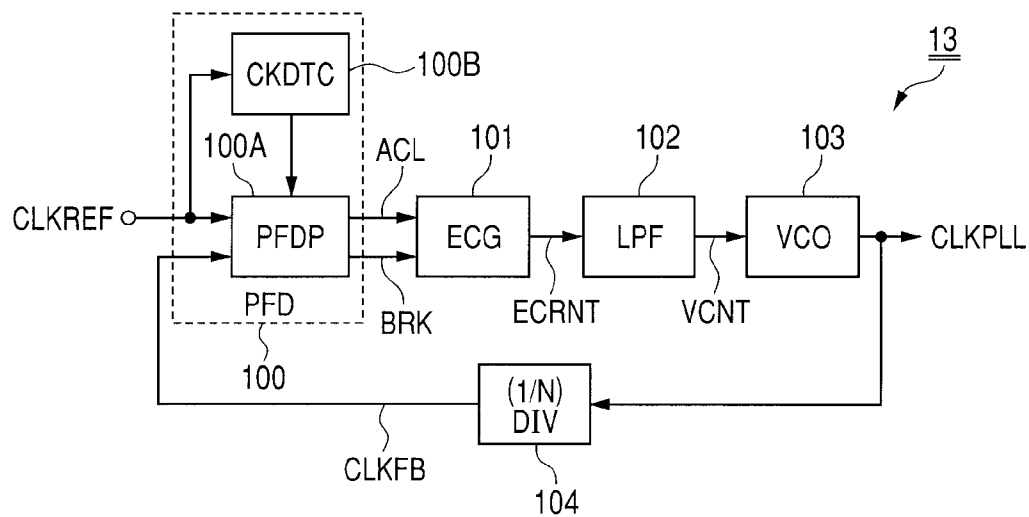 13
CKDTC
100B
100A
ACL
101
102
103
CLKREF
PFDP
ECG
LPF
VCO
CLKPLL
PFD
BRK
ECRNT
VCNT
100
(1/N)
DIV
CLKFB
104